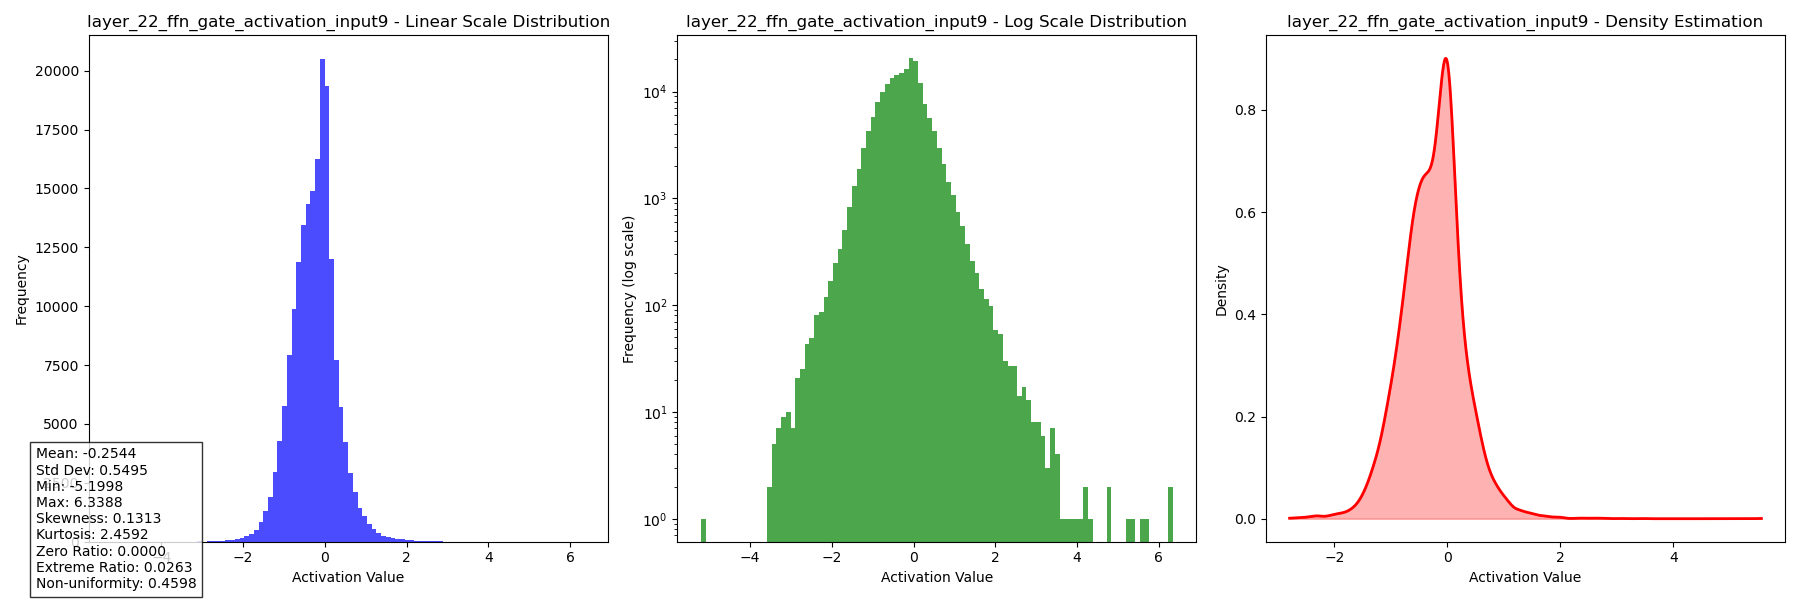 layer_22_ffn_gate_activation_input9 - Linear Scale Distribution
20000
17500
15000
12500
10000
7500
5000
2500
0
Frequency
−4
−2
0
2
4
6
Activation Value
Mean: -0.2544
Std Dev: 0.5495
Min: -5.1998
Max: 6.3388
Skewness: 0.1313
Kurtosis: 2.4592
Zero Ratio: 0.0000
Extreme Ratio: 0.0263
Non-uniformity: 0.4598
layer_22_ffn_gate_activation_input9 - Log Scale Distribution
10⁴
10³
10²
10¹
10⁰
Frequency (log scale)
−4
−2
0
2
4
6
Activation Value
layer_22_ffn_gate_activation_input9 - Density Estimation
0.8
0.6
0.4
0.2
0.0
Density
−2
0
2
4
Activation Value